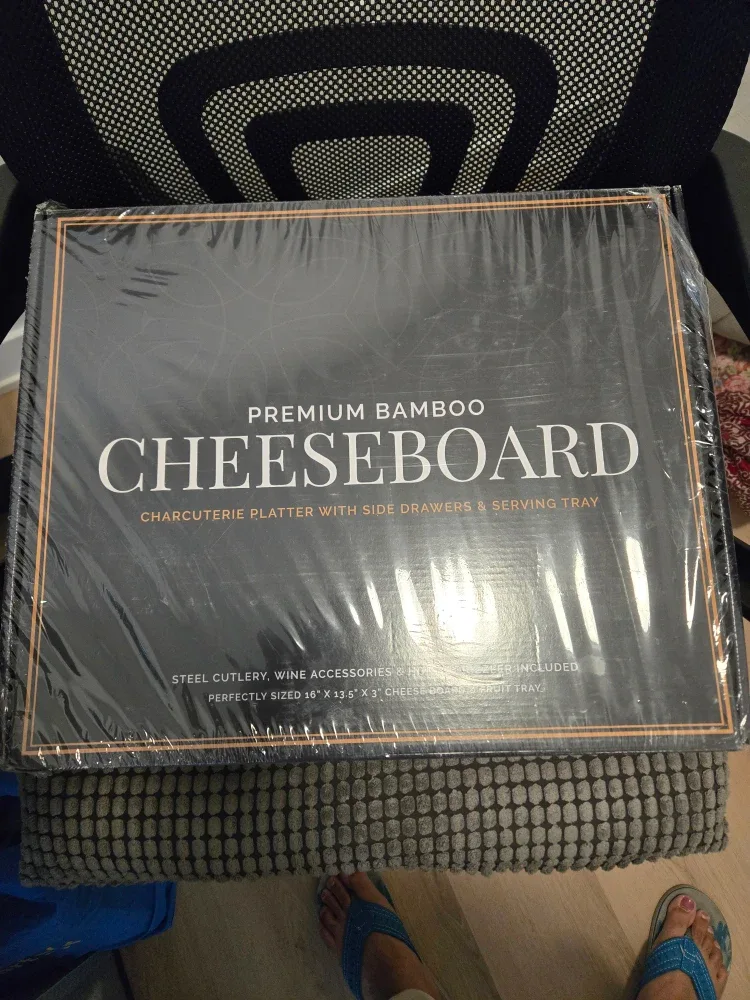 PREMIUM BAMBOO
CHEESEBOARD
CHARCUTERIE PLATTER WITH SIDE DRAWERS & SERVING TRAY
STEEL CUTLERY, WINE ACCESSORIES & INCLUDED
PERFECTLY SIZED 16" X 13.5" X 3" CHEESE BOARD & FRUIT TRAY